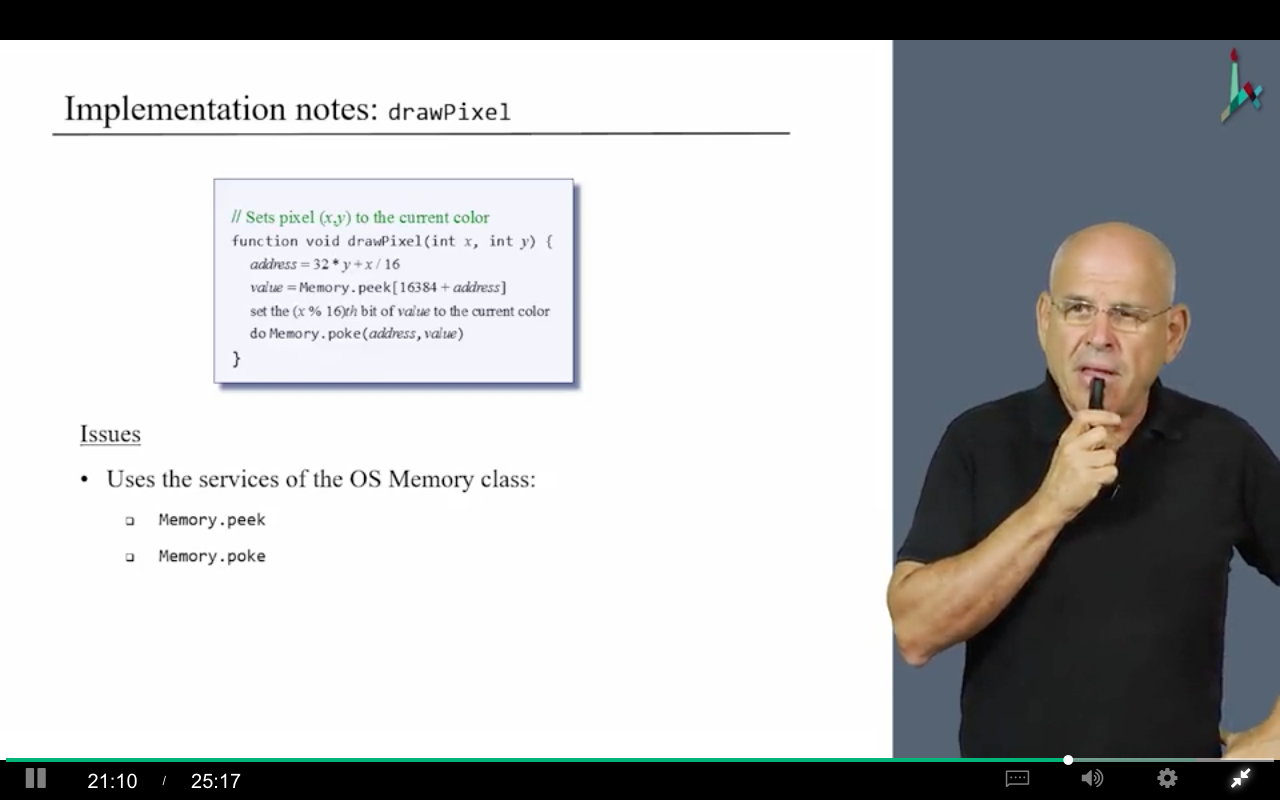 Implementation notes: drawPixel
// Sets pixel (x,y) to the current color
function void drawPixel(int x, int y) {
address = 32 * y + x / 16
value = Memory.peek[16384 + address]
set the (x % 16)th bit of value to the current color
do Memory.poke(address, value)
}
Issues
• Uses the services of the OS Memory class:
❑ Memory.peek
❑ Memory.poke
21:10 / 25:17